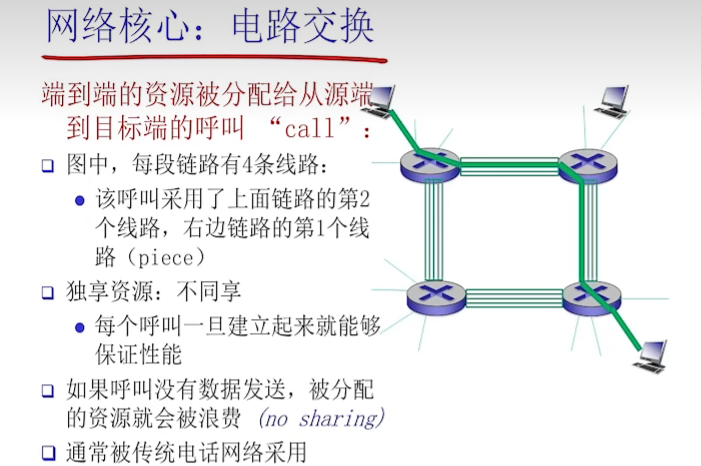 网络核心：电路交换
端到端的资源被分配给从源端
到目标端的呼叫 “call”：
图中，每段链路有4条线路：
该呼叫采用了上面链路的第2
个线路，右边链路的第1个线
路（piece）
独享资源：不同享
每个呼叫一旦建立起来就能够
保证性能
如果呼叫没有数据发送，被分配
的资源就会被浪费 (no sharing)
通常被传统电话网络采用